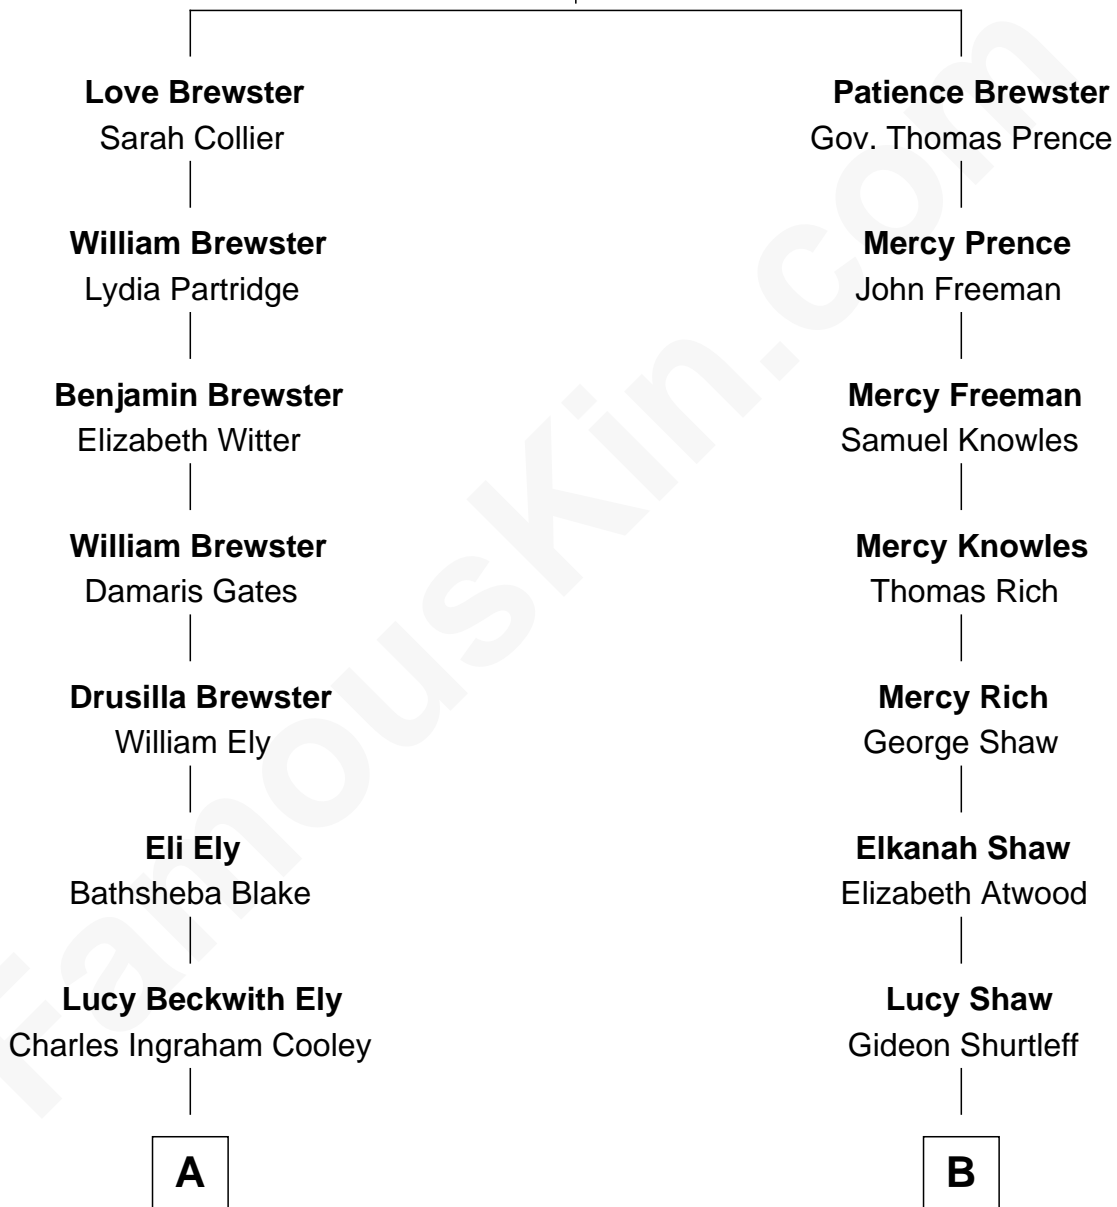 Love Brewster
Sarah Collier
William Brewster
Lydia Partridge
Benjamin Brewster
Elizabeth Witter
William Brewster
Damaris Gates
Drusilla Brewster
William Ely
Eli Ely
Bathsheba Blake
Lucy Beckwith Ely
Charles Ingraham Cooley
A
Patience Brewster
Gov. Thomas Prence
Mercy Prence
John Freeman
Mercy Freeman
Samuel Knowles
Mercy Knowles
Thomas Rich
Mercy Rich
George Shaw
Elkanah Shaw
Elizabeth Atwood
Lucy Shaw
Gideon Shurtleff
B
FamousKin.com